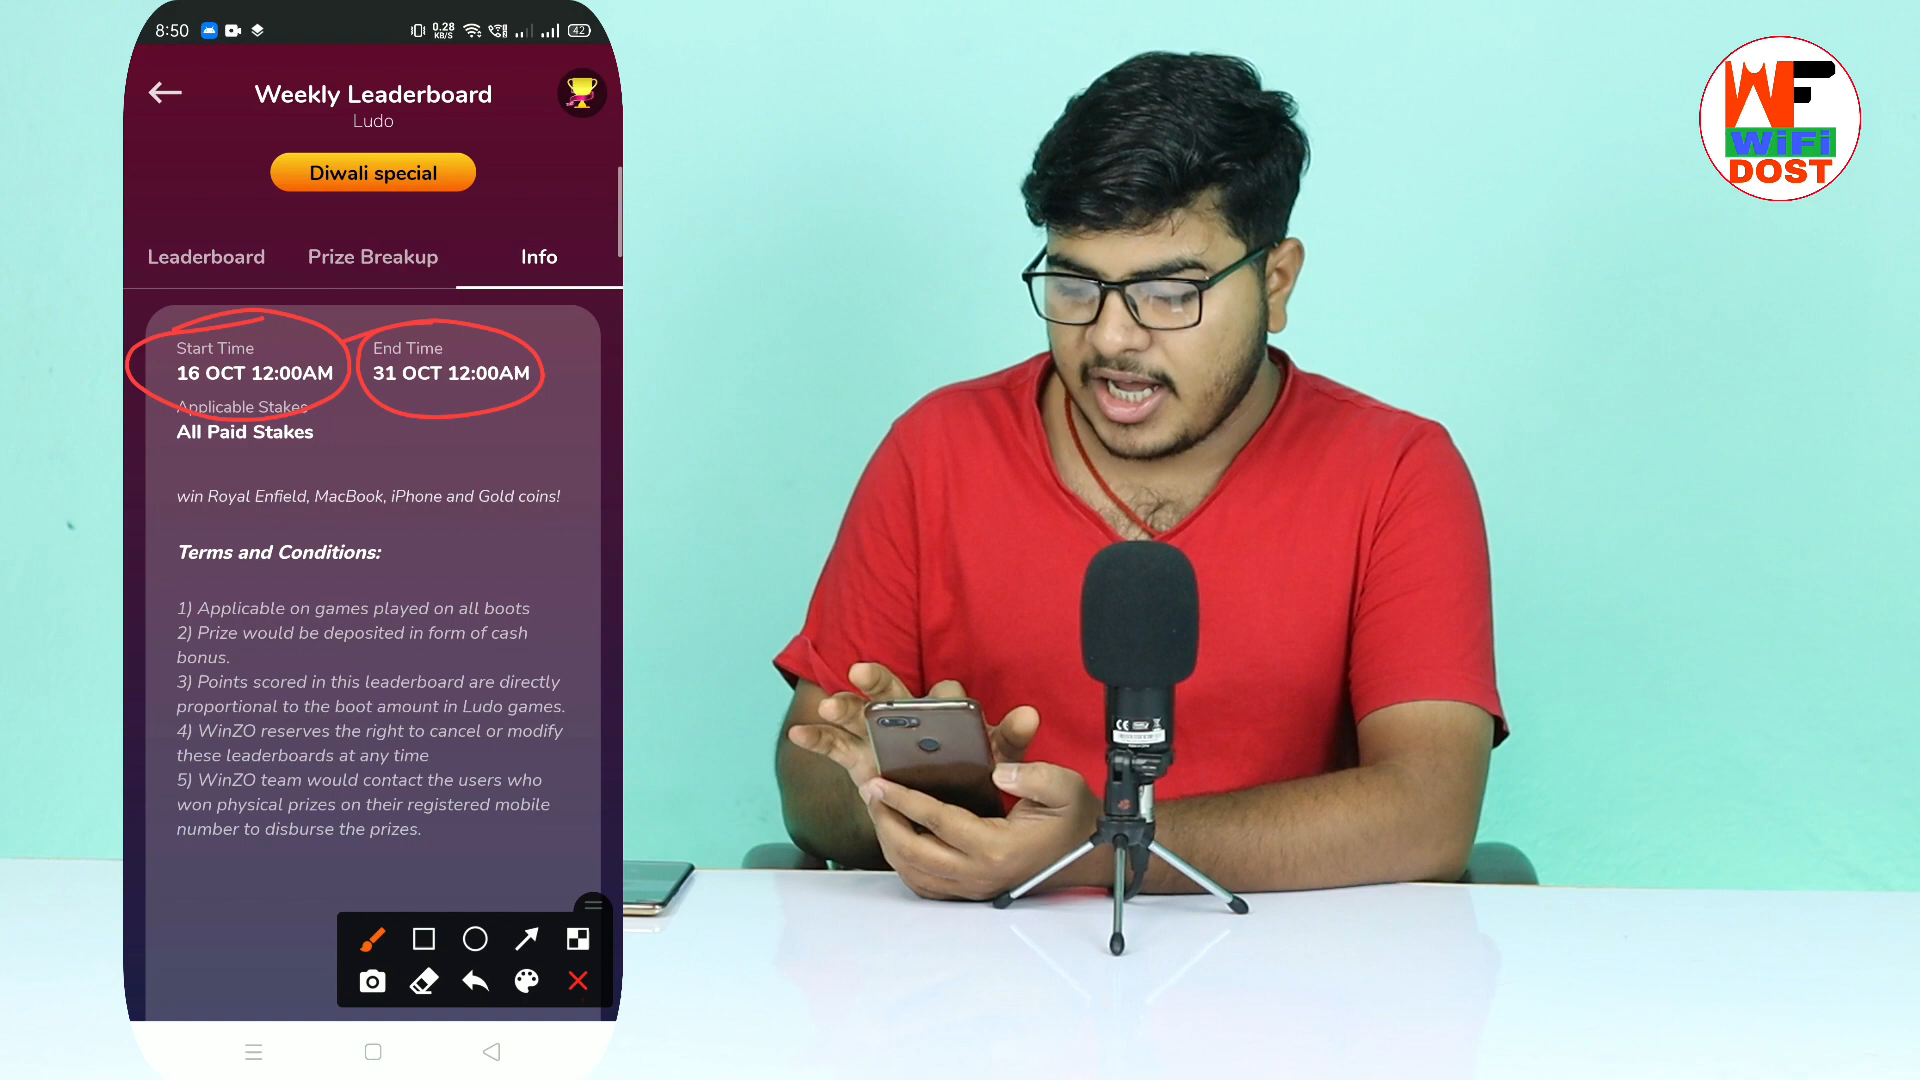 8:50
0.28
KB/S
42
Weekly Leaderboard
Ludo
Diwali special
Leaderboard
Prize Breakup
Info
Start Time
End Time
16 OCT 12:00AM
31 OCT 12:00AM
Applicable Stakes
All Paid Stakes
win Royal Enfield, MacBook, iPhone and Gold coins!
Terms and Conditions:
1) Applicable on games played on all boots
2) Prize would be deposited in form of cash
bonus.
3) Points scored in this leaderboard are directly
proportional to the boot amount in Ludo games.
4) WinZO reserves the right to cancel or modify
these leaderboards at any time
5) WinZO team would contact the users who
won physical prizes on their registered mobile
number to disburse the prizes.
WF
WiFi
DOST
CE